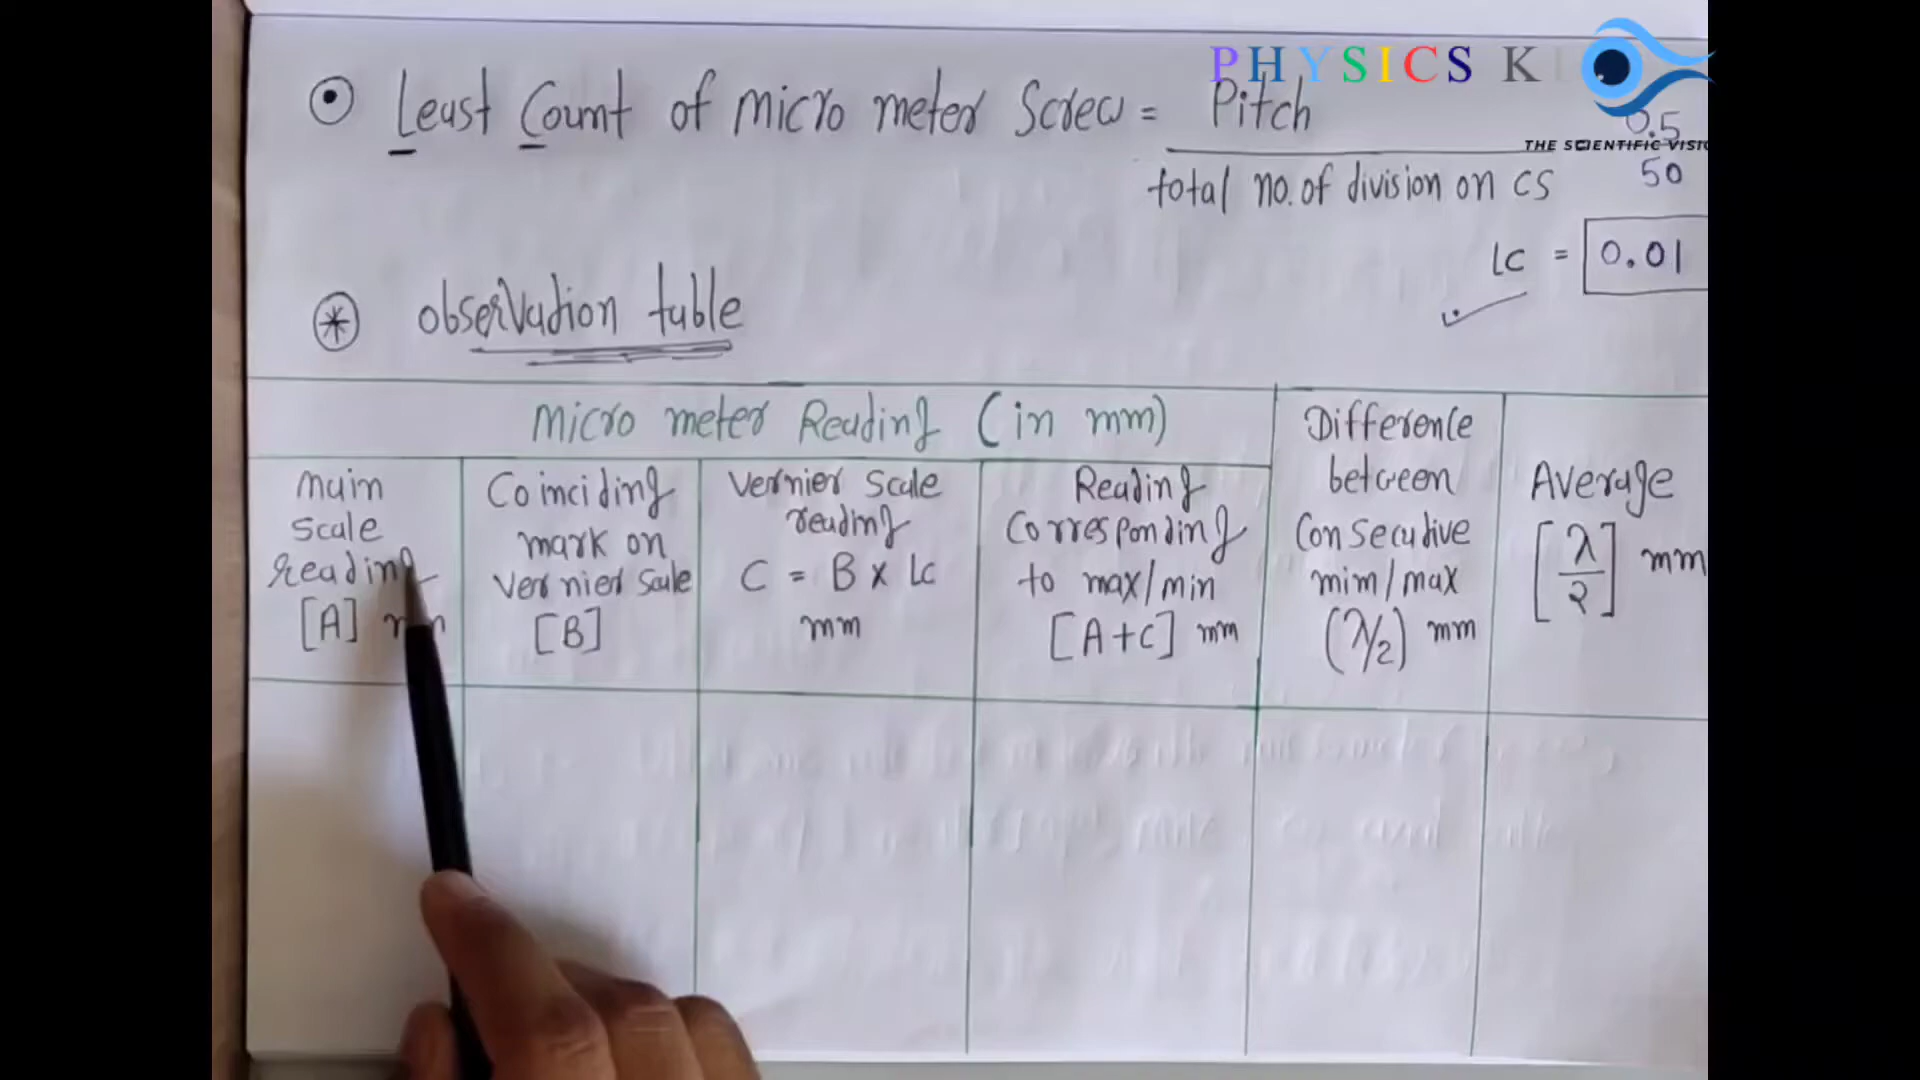 PHYSICS K
Least Count of micro meter Screw = Pitch
total no. of division on CS
0.5
50
THE SCIENTIFIC VISIO
LC = 0.01
* observation table
Micro meter Reading (in mm)
Main
Scale
reading
[A]
Coinciding
mark on
vernier scale
[B]
Vernier Scale
reading
C = B x Lc
mm
Reading
Corresponding
to max/min
[A+C] mm
Difference
between
Consecutive
mim/max
(λ/2) mm
Average
[λ/2] mm